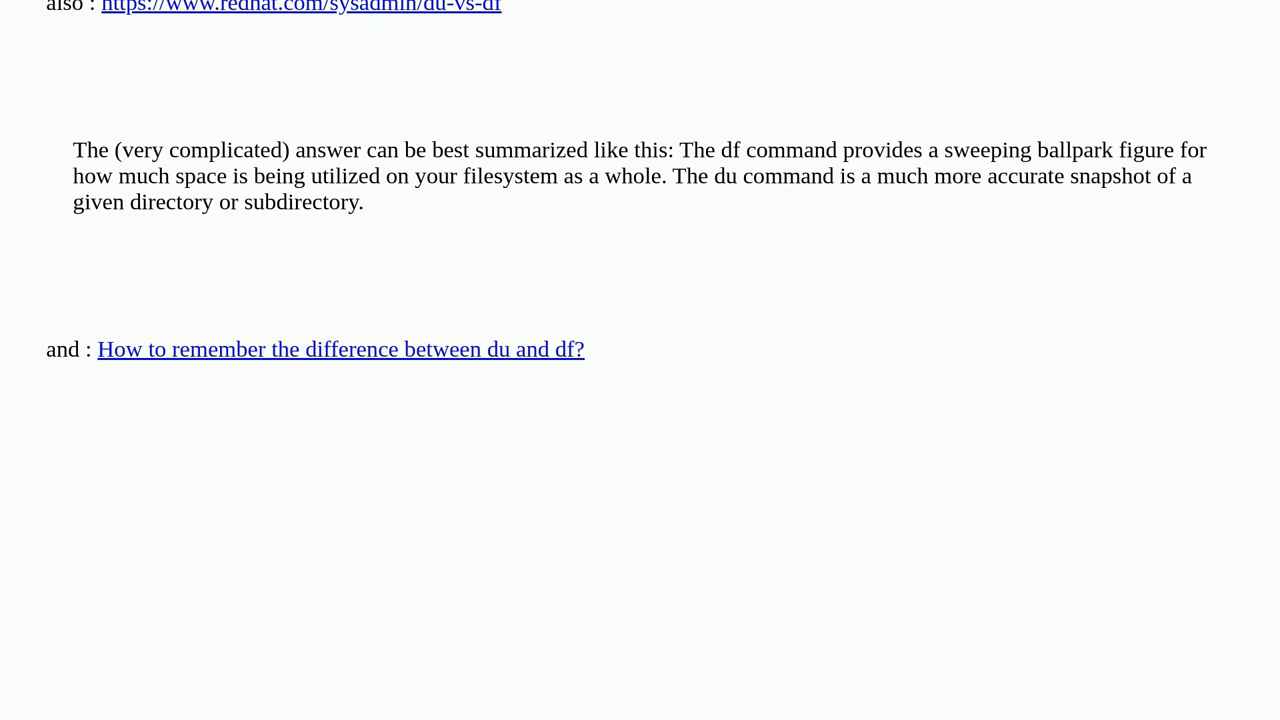 also : https://www.redhat.com/sysadmin/du-vs-df
The (very complicated) answer can be best summarized like this: The df command provides a sweeping ballpark figure for
how much space is being utilized on your filesystem as a whole. The du command is a much more accurate snapshot of a
given directory or subdirectory.
and : How to remember the difference between du and df?